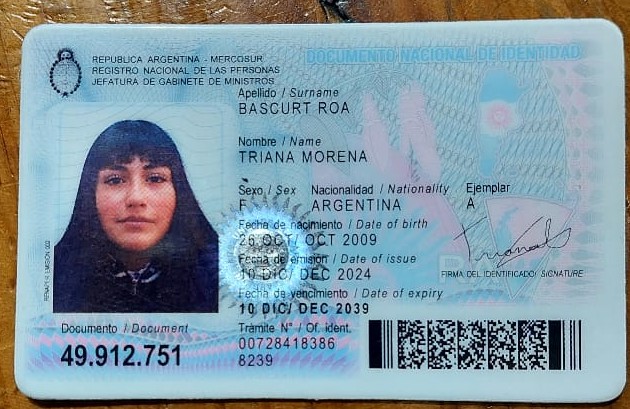 REPUBLICA ARGENTINA - MERCOSUR
REGISTRO NACIONAL DE LAS PERSONAS
JEFATURA DE GABINETE DE MINISTROS
DOCUMENTO NACIONAL DE IDENTIDAD
Apellido / Surname
BASCURT ROA
Nombre / Name
TRIANA MORENA
Sexo / Sex Nacionalidad / Nationality Ejemplar
F ARGENTINA A
Fecha de nacimiento / Date of birth
OCT/ OCT 2009
Fecha de emisión / Date of issue
10 DIC/ DEC 2024
FIRMA DEL IDENTIFICADO/ SIGNATURE
Fecha de vencimiento / Date of expiry
10 DIC/ DEC 2039
Documento / Document
49.912.751
Trámite N° / Of. Ident.
00728418386
8239